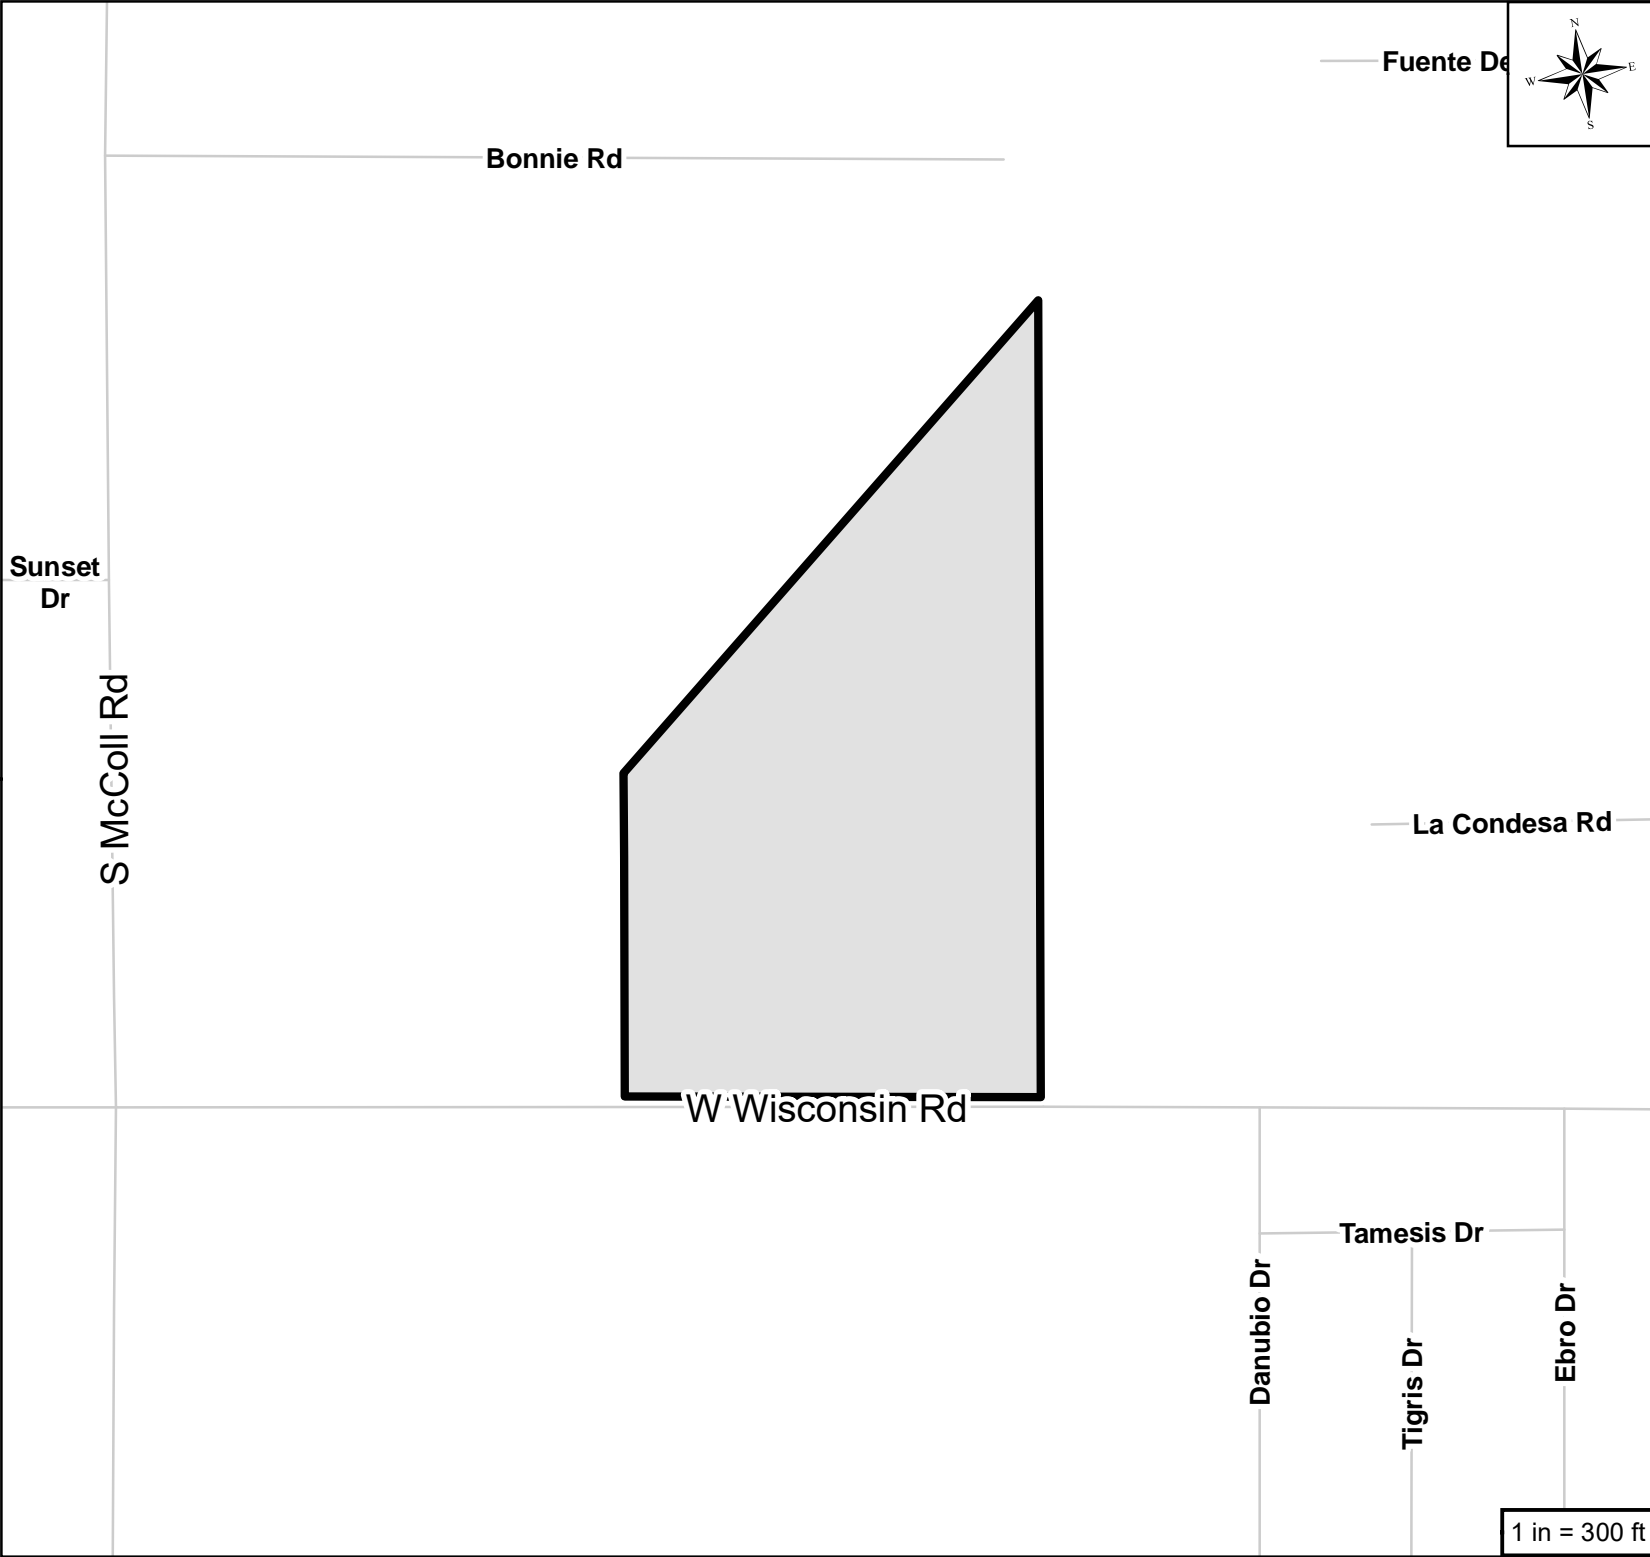 N
Fuente De
W
E
S
Bonnie Rd
Sunset
Dr
S McColl Rd
La Condesa Rd
W Wisconsin Rd
Tamesis Dr
Danubio Dr
Tigris Dr
Ebro Dr
1 in = 300 ft